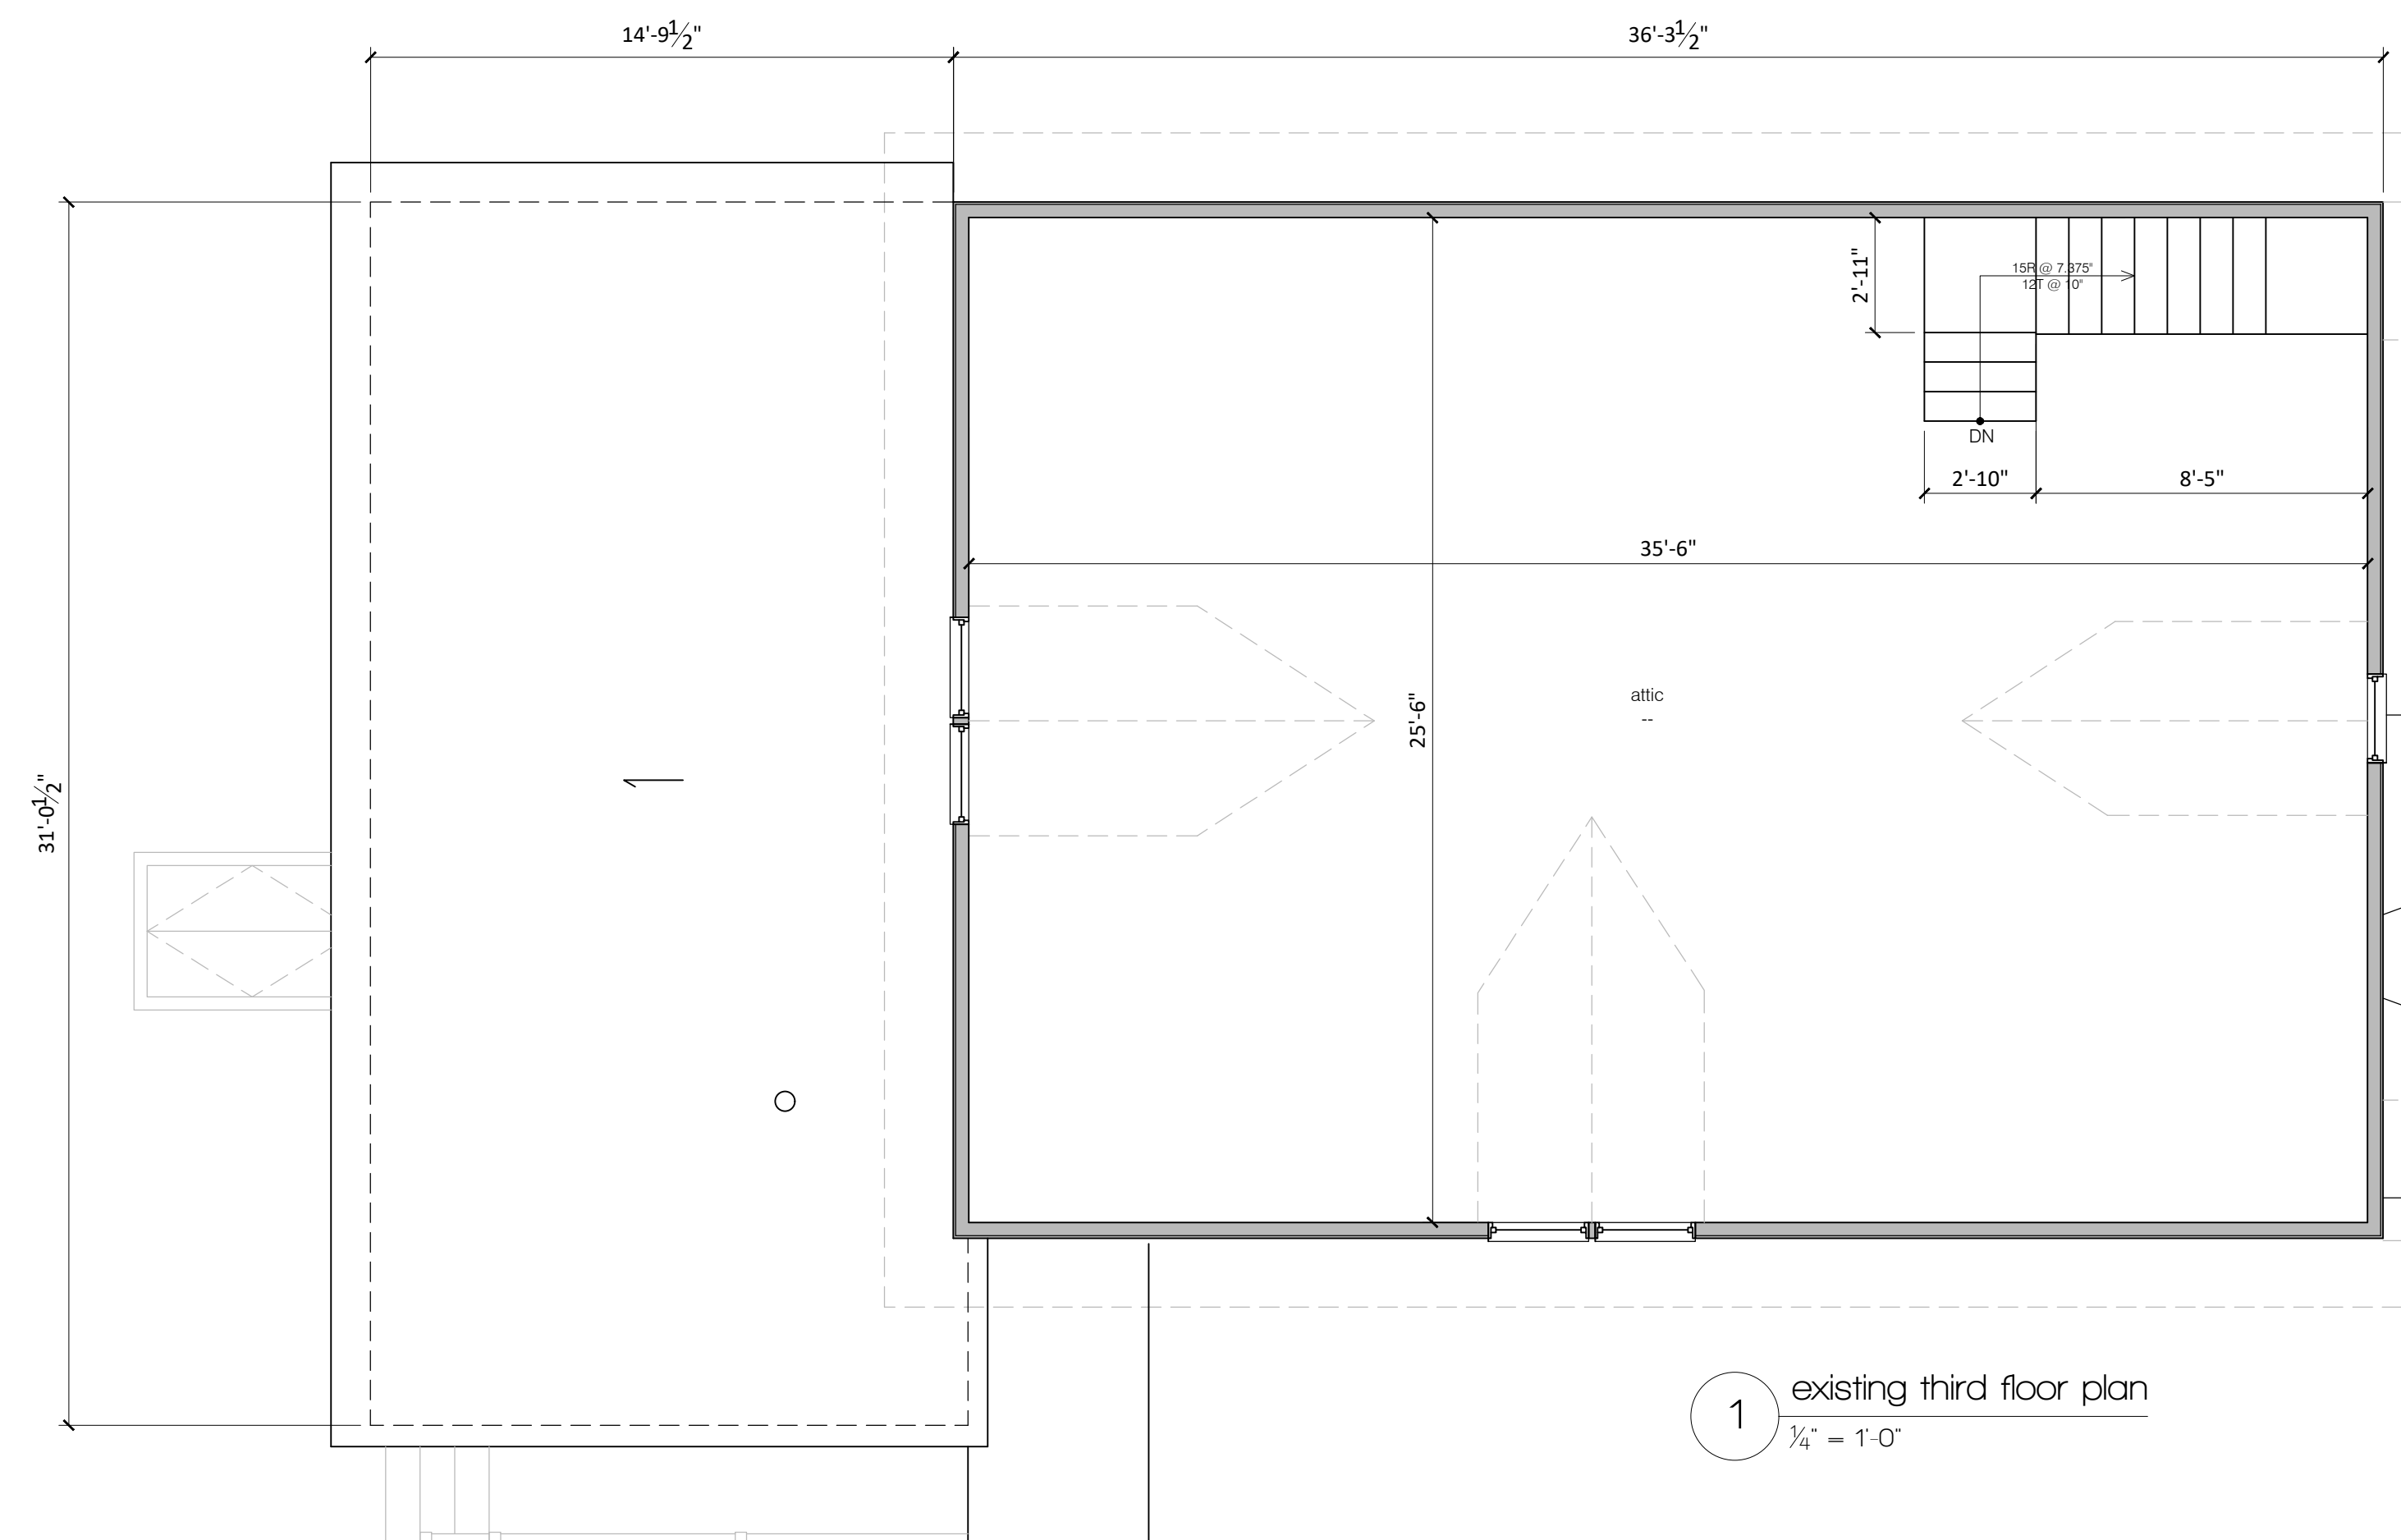 14'-9½"
36'-3½"
2'-11"
15R @ 7.375"
12T @ 10"
DN
2'-10"
8'-5"
35'-6"
25'-6"
attic
--
31'-0½"
1
existing third floor plan
¼" = 1'-0"